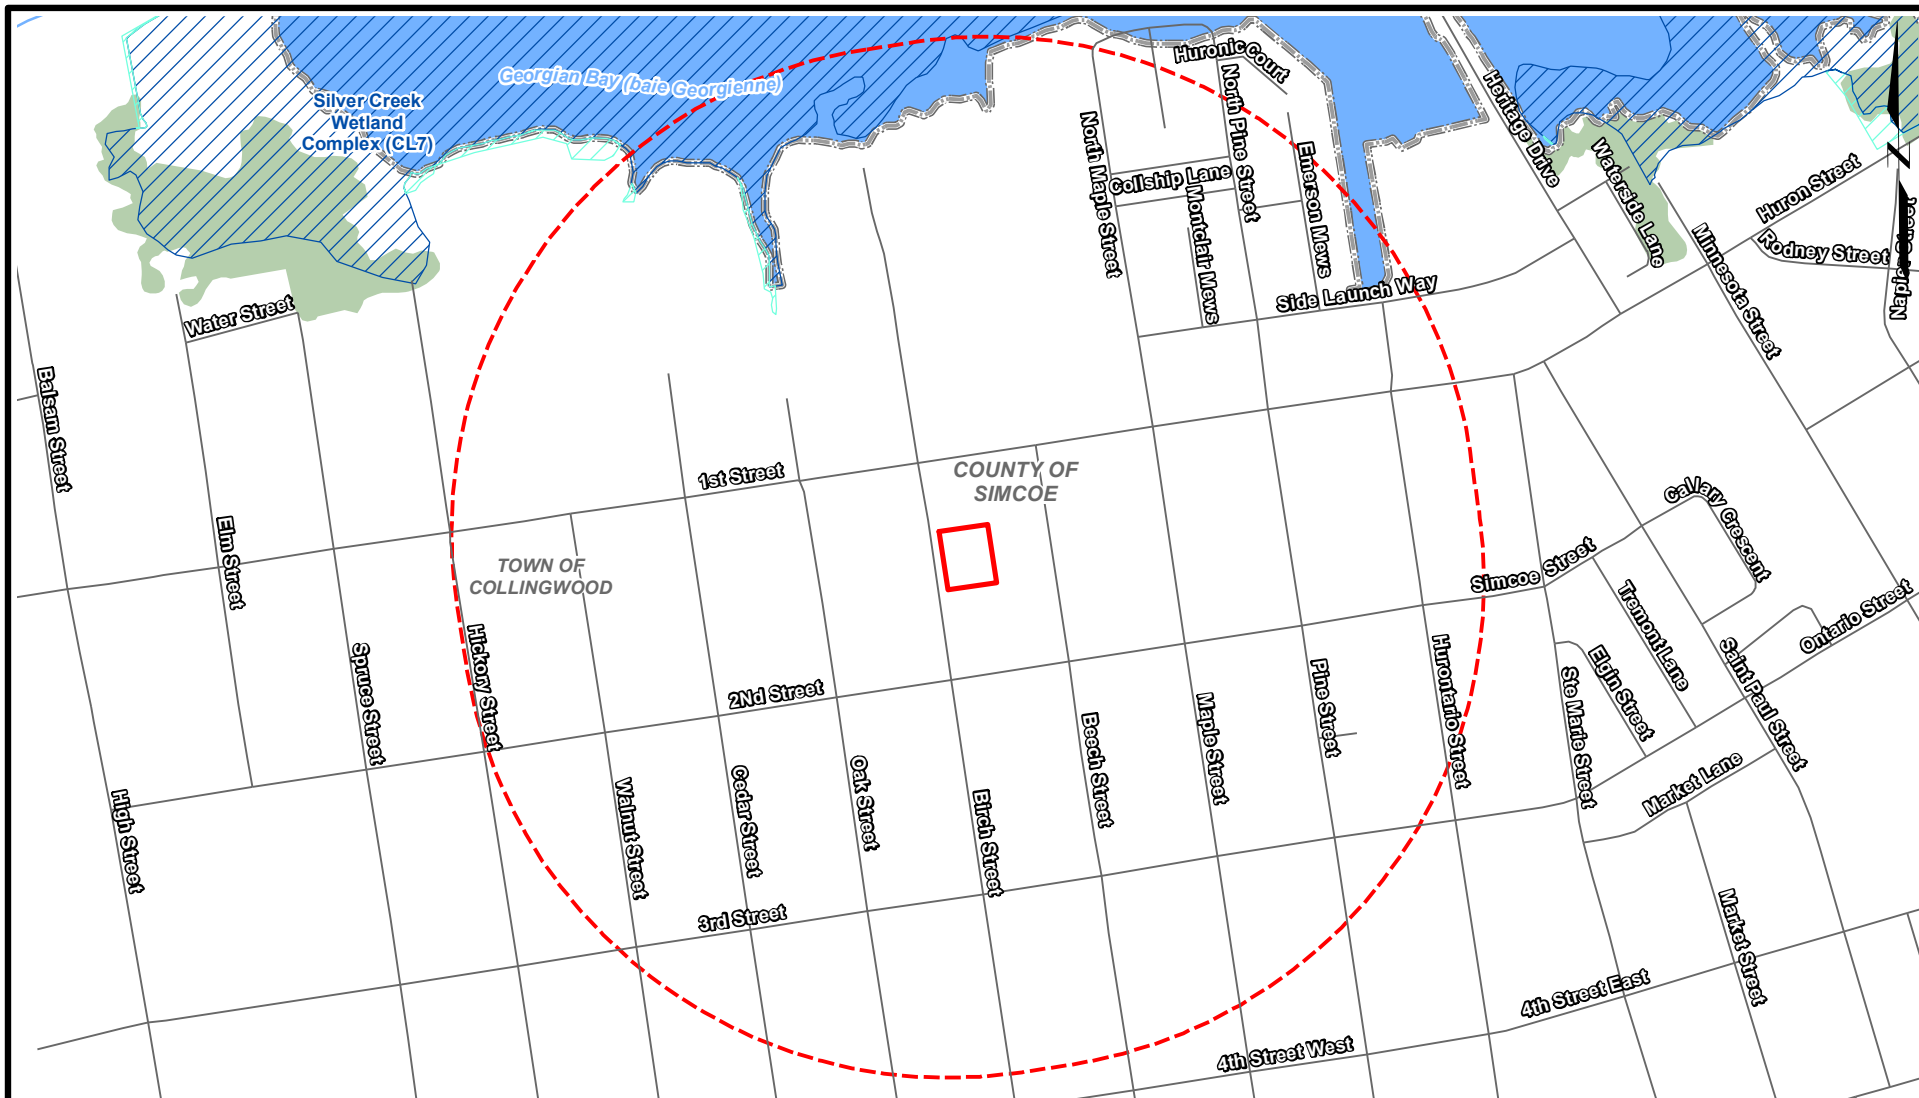 Georgian Bay (baie Georgienne)
Silver Creek
Wetland
Complex (CL7)
Huronic Court
North Pine Street
North Maple Street
Collship Lane
Montclair Mews
Emerson Mews
Heritage Drive
Waterside Lane
Huron Street
Rodney Street
Minnesota Street
Napier Street
Side Launch Way
Water Street
Balsam Street
Elm Street
1st Street
COUNTY OF
SIMCOE
TOWN OF
COLLINGWOOD
Callary Crescent
Simcoe Street
Tremont Lane
Ontario Street
Elgin Street
Saint Paul Street
Hickory Street
Spruce Street
2Nd Street
Pine Street
Hurontario Street
Ste Marie Street
Maple Street
Beech Street
Oak Street
Cedar Street
Walnut Street
Birch Street
High Street
Market Lane
3rd Street
Market Street
4th Street East
4th Street West